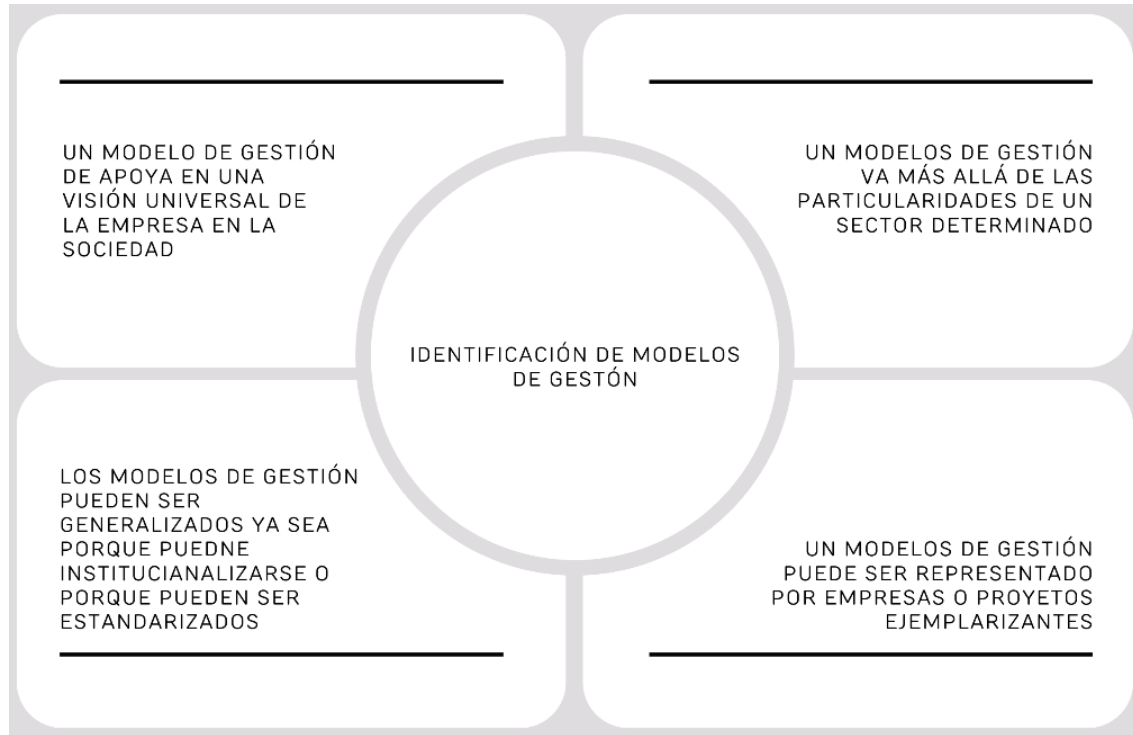 UN MODELO DE GESTIÓN
DE APOYA EN UNA
VISIÓN UNIVERSAL DE
LA EMPRESA EN LA
SOCIEDAD
UN MODELOS DE GESTIÓN
VA MÁS ALLÁ DE LAS
PARTICULARIDADES DE UN
SECTOR DETERMINADO
IDENTIFICACIÓN DE MODELOS
DE GESTÓN
LOS MODELOS DE GESTIÓN
PUEDEN SER
GENERALIZADOS YA SEA
PORQUE PUEDNE
INSTITUCIANALIZARSE O
PORQUE PUEDEN SER
ESTANDARIZADOS
UN MODELOS DE GESTIÓN
PUEDE SER REPRESENTADO
POR EMPRESAS O PROYETOS
EJEMPLARIZANTES